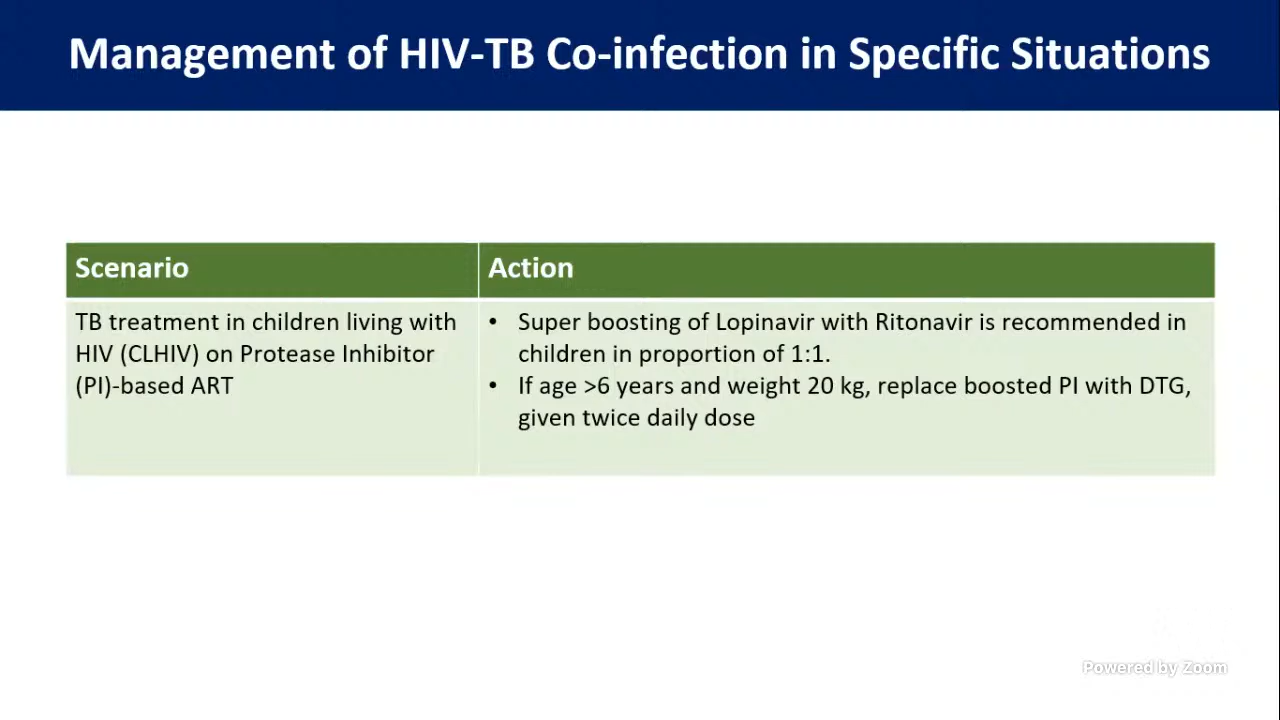 Management of HIV-TB Co-infection in Specific Situations
Scenario
Action
TB treatment in children living with
HIV (CLHIV) on Protease Inhibitor
(PI)-based ART
• Super boosting of Lopinavir with Ritonavir is recommended in
children in proportion of 1:1.
• If age >6 years and weight 20 kg, replace boosted PI with DTG,
given twice daily dose
Powered by Zoom